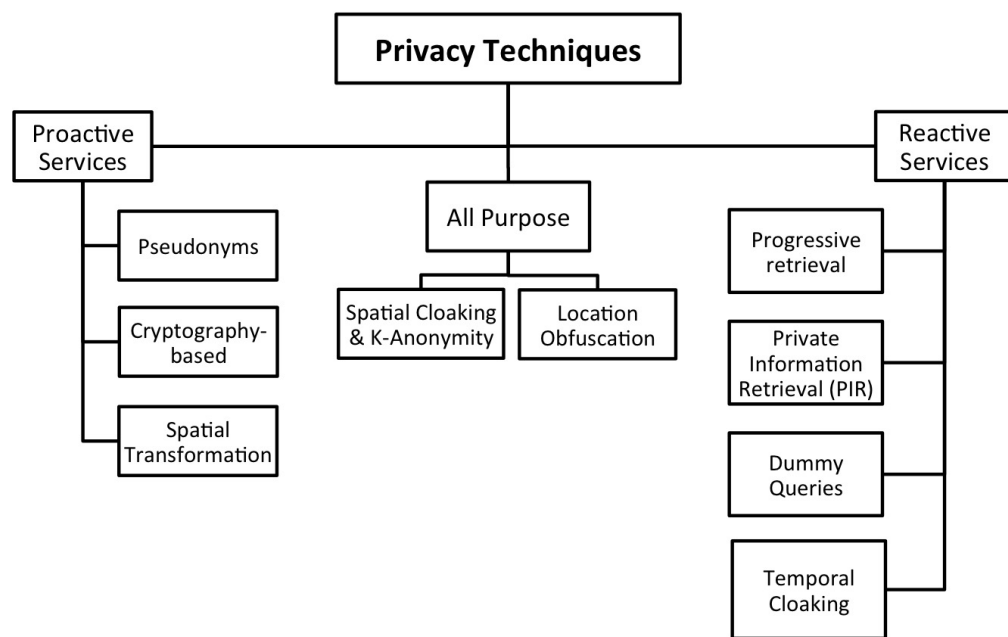 Privacy Techniques
Proactive
Services
Pseudonyms
Cryptography-
based
Spatial
Transformation
All Purpose
Spatial Cloaking
& K-Anonymity
Location
Obfuscation
Reactive
Services
Progressive
retrieval
Private
Information
Retrieval (PIR)
Dummy
Queries
Temporal
Cloaking